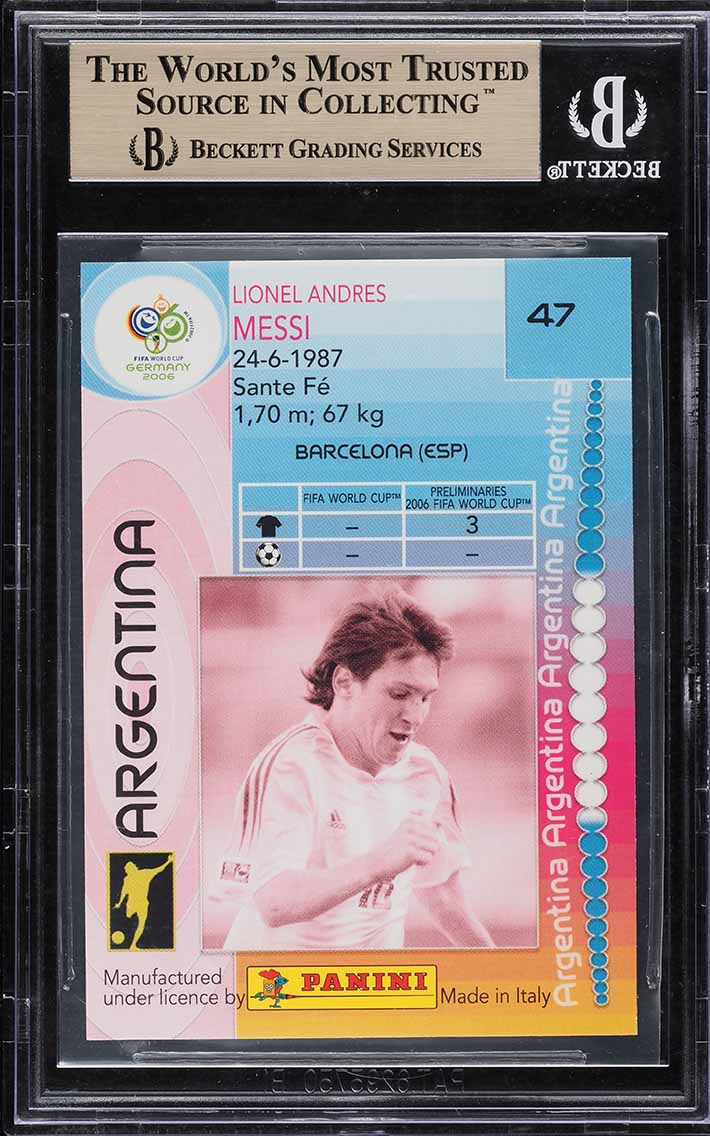 THE WORLD'S MOST TRUSTED
SOURCE IN COLLECTING™
B BECKETT GRADING SERVICES
B
BECKETT®
LIONEL ANDRES
MESSI
24-6-1987
Sante Fé
1,70 m; 67 kg
BARCELONA (ESP)
47
FIFA WORLD CUP
GERMANY
2006
FIFA WORLD CUP™
PRELIMINARIES
2006 FIFA WORLD CUP™
– 3
– –
ARGENTINA
Argentina Argentina Argentina Argentina
adidas
Manufactured
under licence by
PANINI
Made in Italy